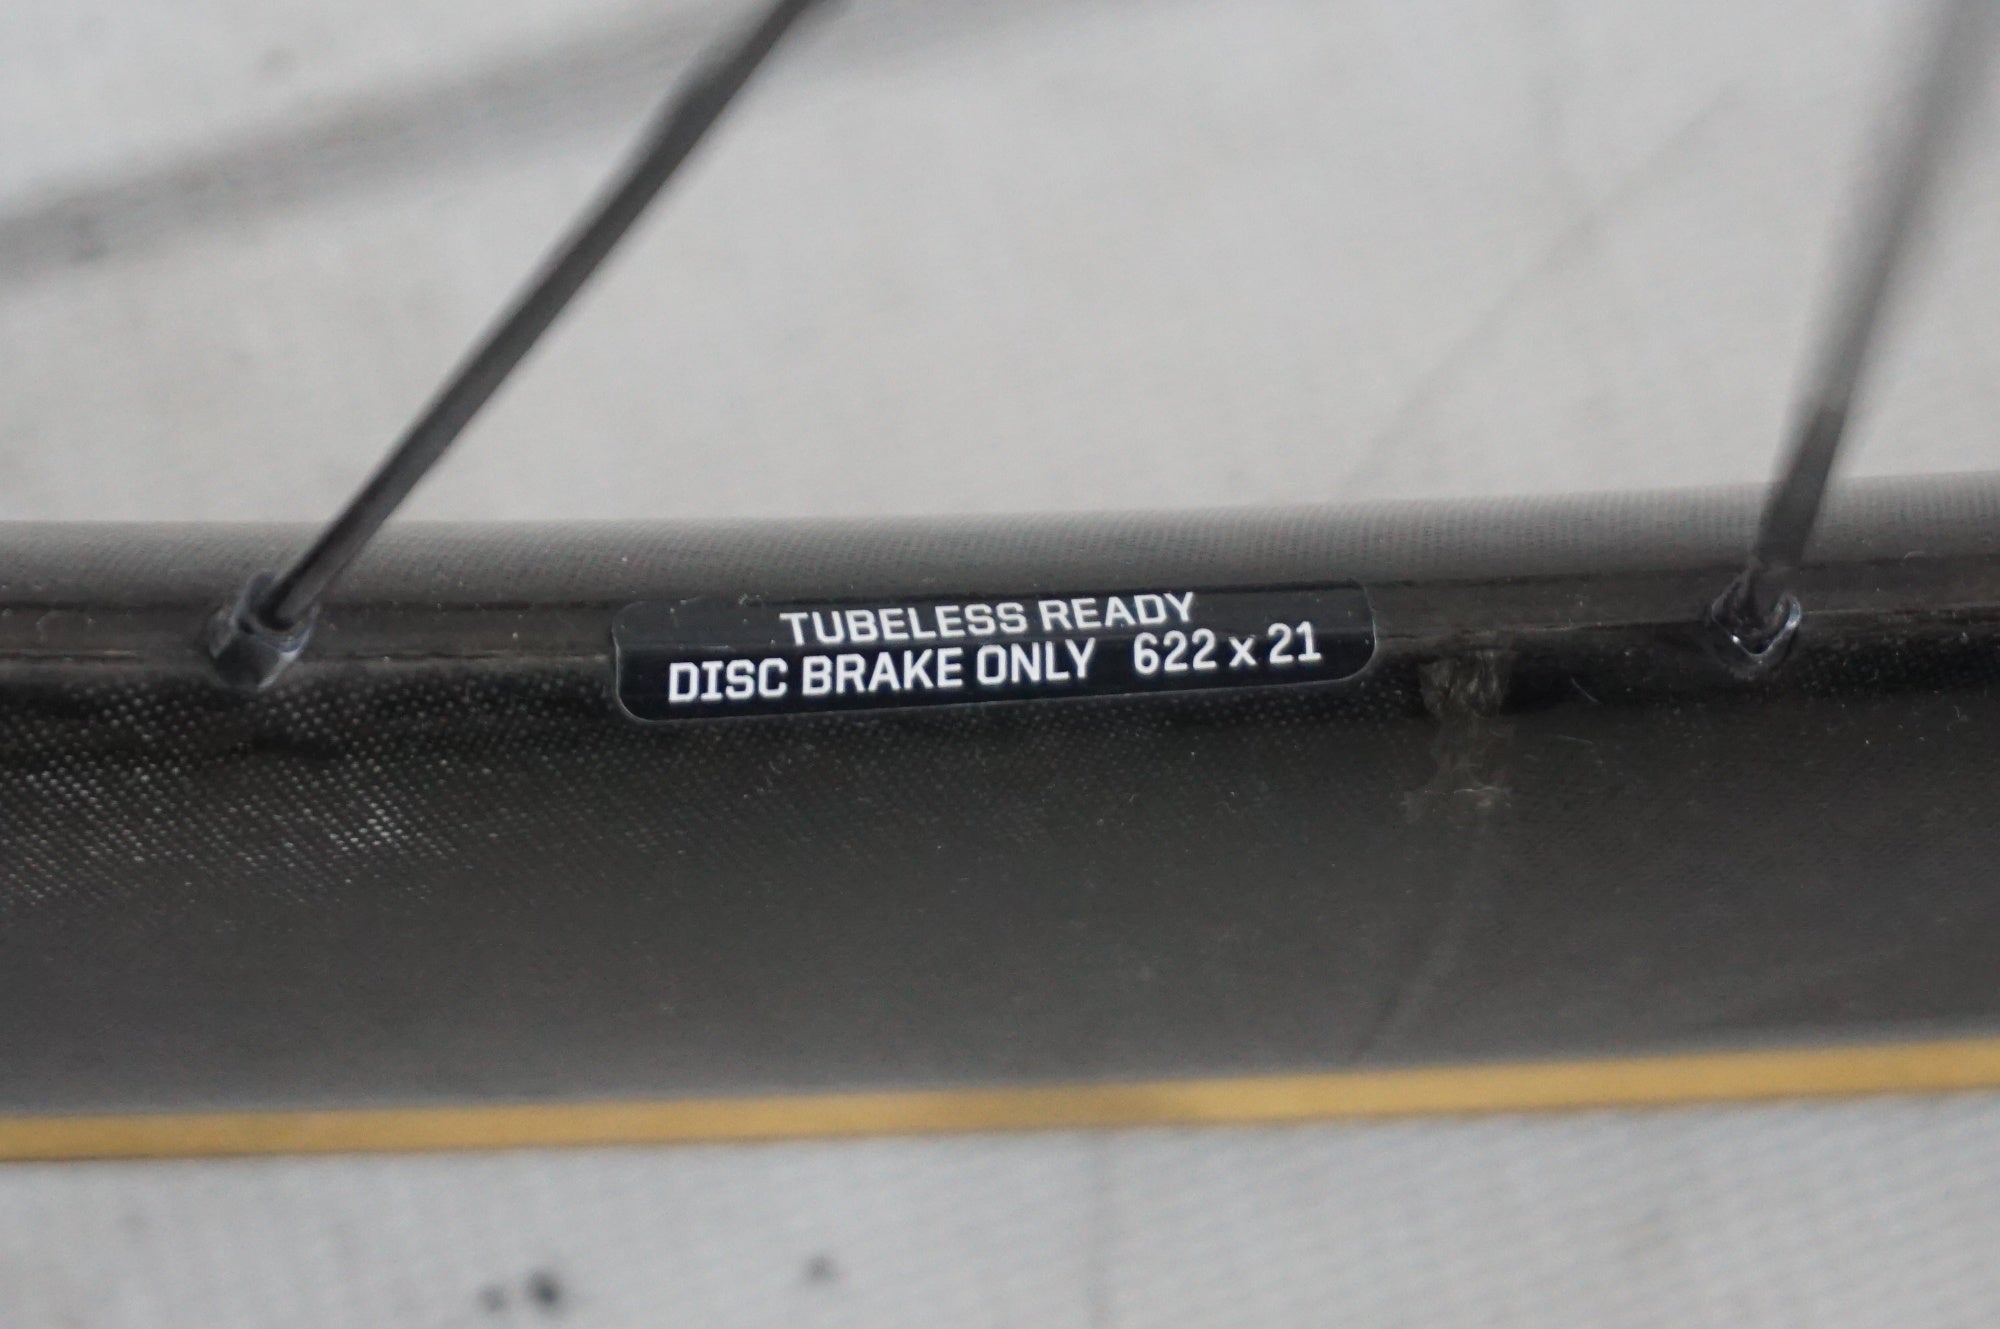 TUBELESS READY
DISC BRAKE ONLY 622 x 21